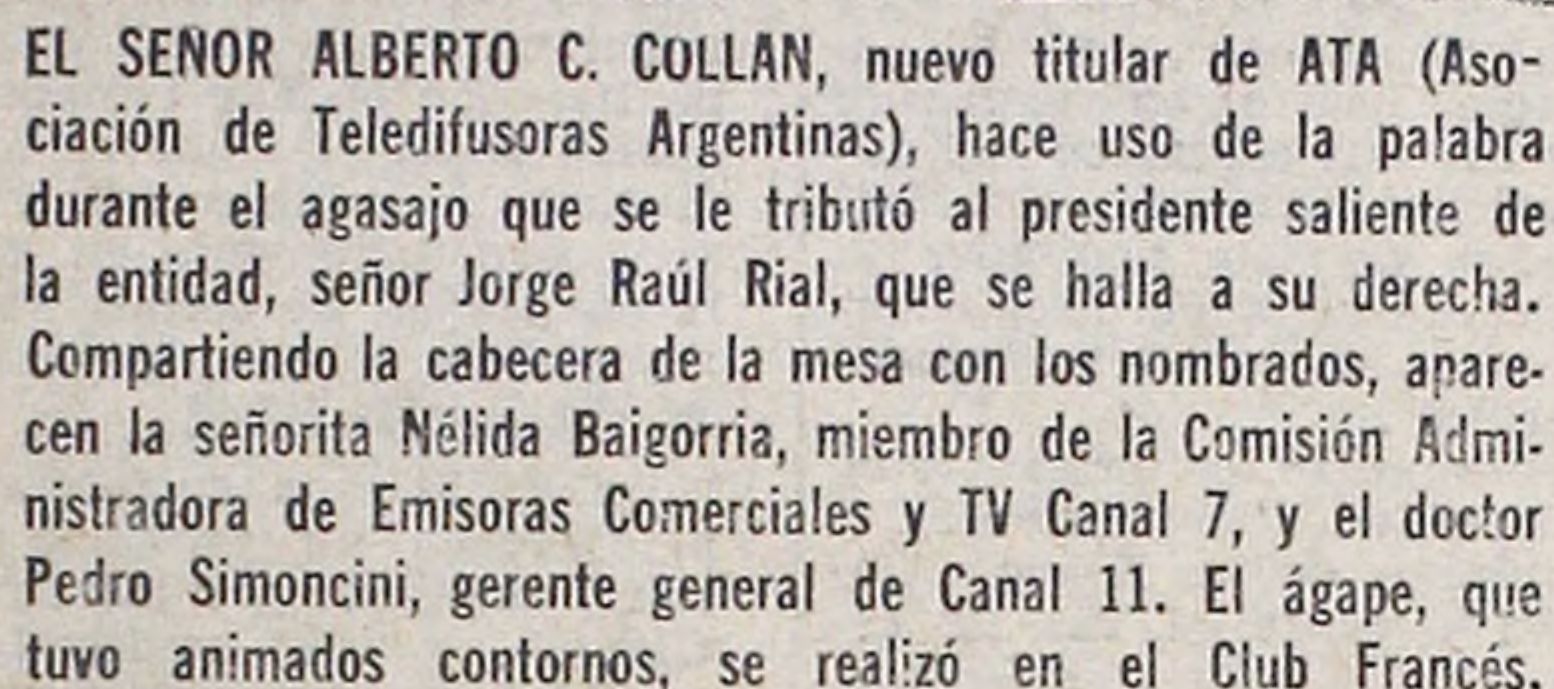 EL SEÑOR ALBERTO C. COLLAN, nuevo titular de ATA (Aso-
ciación de Teledifusoras Argentinas), hace uso de la palabra
durante el agasajo que se le tributó al presidente saliente de
la entidad, señor Jorge Raúl Rial, que se halla a su derecha.
Compartiendo la cabecera de la mesa con los nombrados, apare-
cen la señorita Nélida Baigorria, miembro de la Comisión Admi-
nistradora de Emisoras Comerciales y TV Canal 7, y el doctor
Pedro Simoncini, gerente general de Canal 11. El ágape, que
tuvo animados contornos, se realizó en el Club Francés.